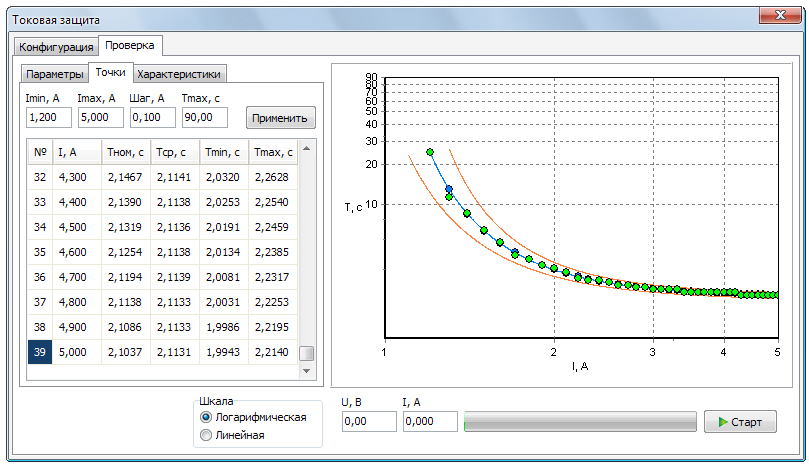 Токовая защита
Конфигурация Проверка
Параметры Точки Характеристики
Imin, А Imax, А Шаг, А Tmax, с
1,200 5,000 0,100 90,00 Применить
№ I, А Тном, с Тср, с Tmin, с Tmax, с
32 4,300 2,1467 2,1141 2,0320 2,2628
33 4,400 2,1390 2,1138 2,0253 2,2540
34 4,500 2,1319 2,1136 2,0191 2,2459
35 4,600 2,1254 2,1138 2,0134 2,2385
36 4,700 2,1194 2,1139 2,0081 2,2317
37 4,800 2,1138 2,1133 2,0031 2,2253
38 4,900 2,1086 2,1133 1,9986 2,2195
39 5,000 2,1037 2,1131 1,9943 2,2140
90
80
70
60
50
40
30
20
T, с 10
1 2 3 4 5
I, А
Шкала
Логарифмическая
Линейная
U, В I, А
0,00 0,000 Старт